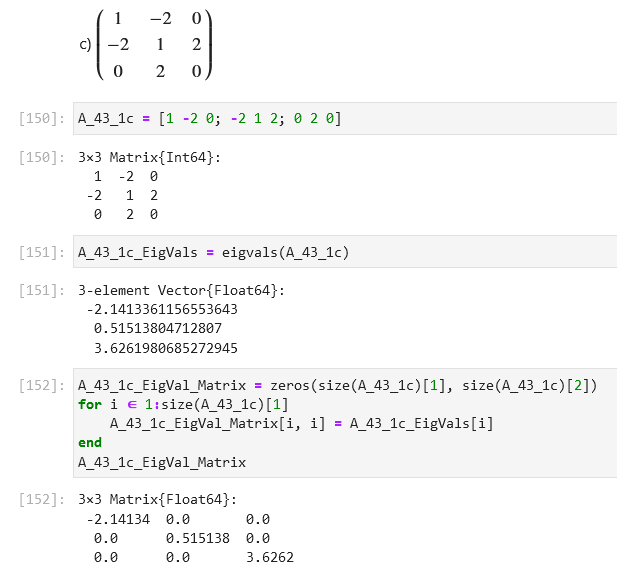 1 −2 0
c) −2 1 2
0 2 0
[150]: A_43_1c = [1 -2 0; -2 1 2; 0 2 0]
[150]: 3×3 Matrix{Int64}:
1 -2 0
-2 1 2
0 2 0
[151]: A_43_1c_EigVals = eigvals(A_43_1c)
[151]: 3-element Vector{Float64}:
-2.1413361156553643
0.51513804712807
3.6261980685272945
[152]: A_43_1c_EigVal_Matrix = zeros(size(A_43_1c)[1], size(A_43_1c)[2])
for i ∈ 1:size(A_43_1c)[1]
A_43_1c_EigVal_Matrix[i, i] = A_43_1c_EigVals[i]
end
A_43_1c_EigVal_Matrix
[152]: 3×3 Matrix{Float64}:
-2.14134 0.0 0.0
0.0 0.515138 0.0
0.0 0.0 3.6262